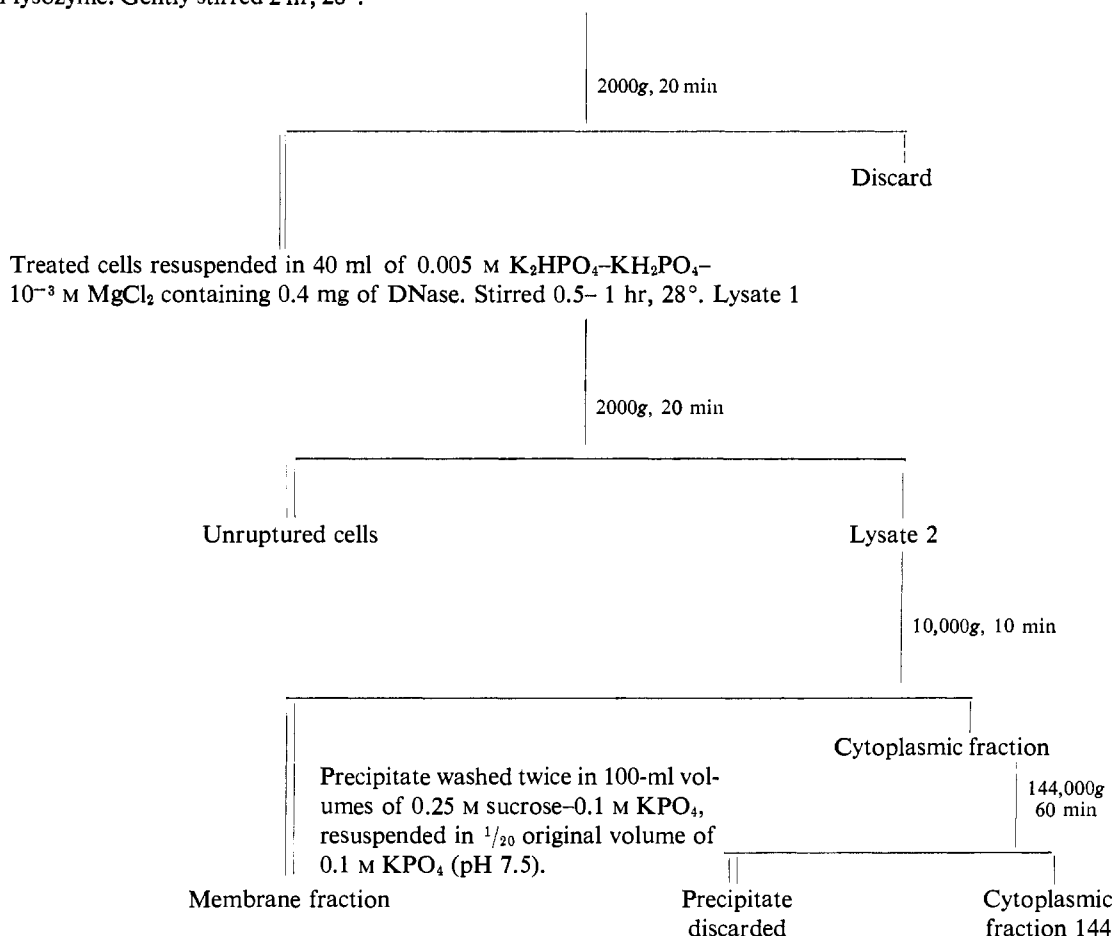 lysozyme. Gently stirred 2 hr, 28°.
2000g, 20 min
Discard
Treated cells resuspended in 40 ml of 0.005 M K₂HPO₄–KH₂PO₄–
10⁻³ M MgCl₂ containing 0.4 mg of DNase. Stirred 0.5– 1 hr, 28°. Lysate 1
2000g, 20 min
Unruptured cells
Lysate 2
10,000g, 10 min
Cytoplasmic fraction
Precipitate washed twice in 100-ml vol-
umes of 0.25 M sucrose–0.1 M KPO₄,
resuspended in 1/20 original volume of
0.1 M KPO₄ (pH 7.5).
144,000g
60 min
Membrane fraction
Precipitate
discarded
Cytoplasmic
fraction 144